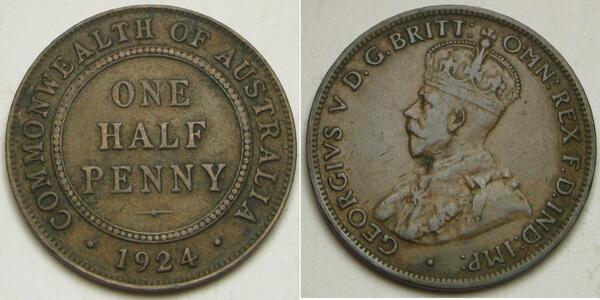 COMMONWEALTH OF AUSTRALIA
ONE
HALF
PENNY
· 1924 ·
GEORGIVS V D.G. BRITT: OMN: REX F.D. IND: IMP: